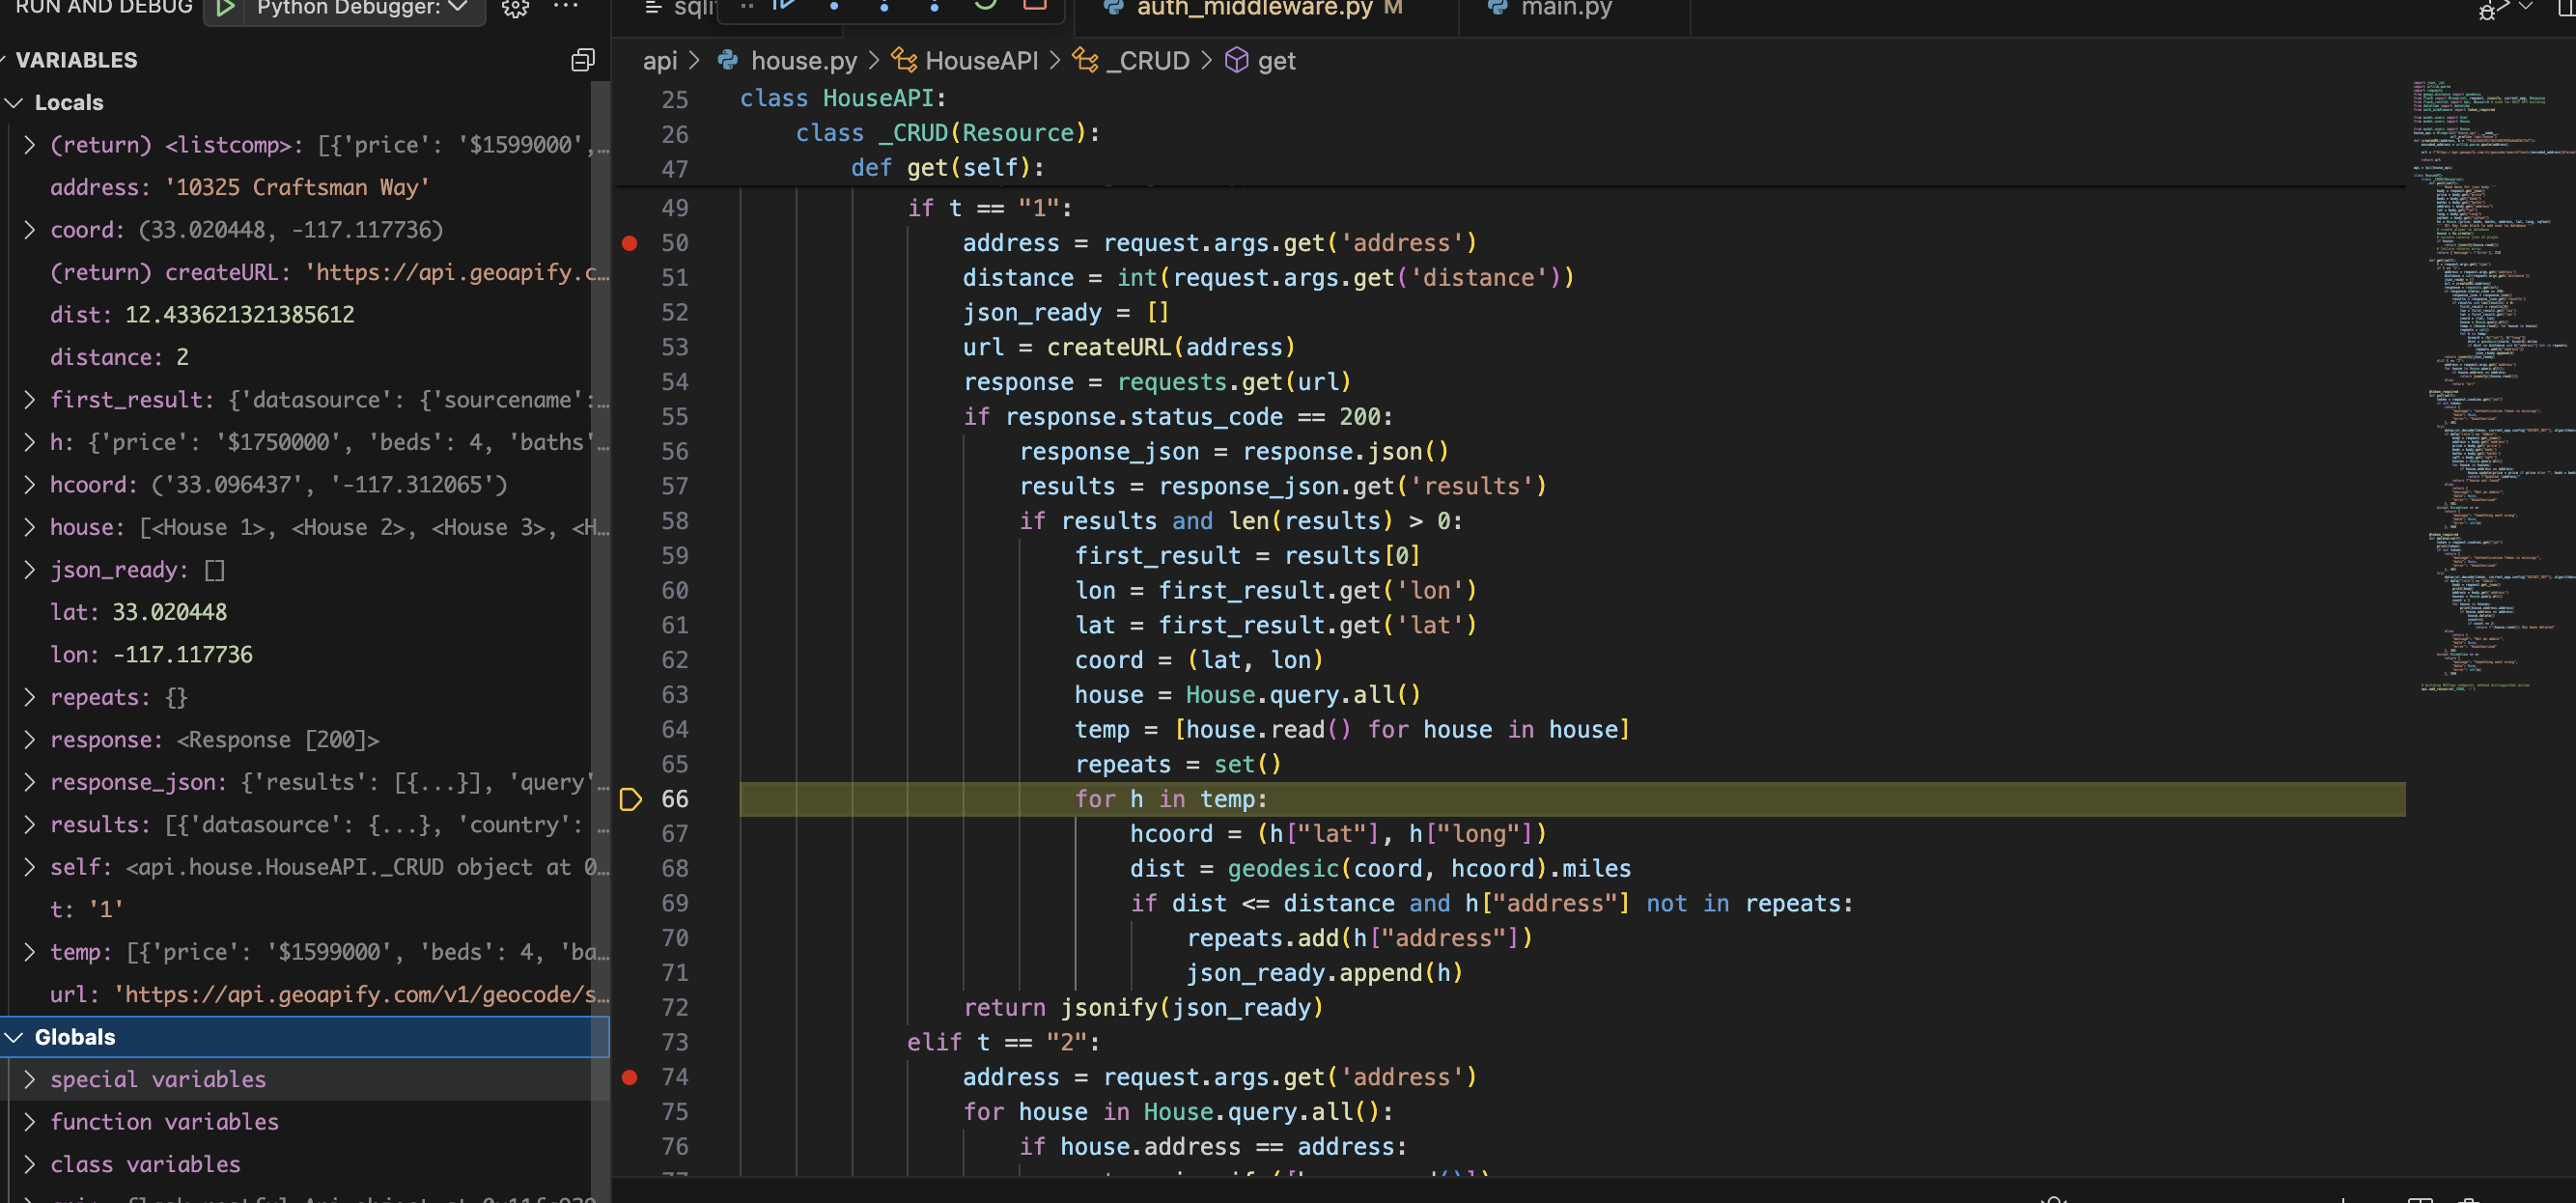 RUN AND DEBUG
Python Debugger:
auth_middleware.py M
main.py
VARIABLES
Locals
(return) <listcomp>: [{'price': '$1599000',...
address: '10325 Craftsman Way'
coord: (33.020448, -117.117736)
(return) createURL: 'https://api.geoapify.c...
dist: 12.433621321385612
distance: 2
first_result: {'datasource': {'sourcename':...
h: {'price': '$1750000', 'beds': 4, 'baths'...
hcoord: ('33.096437', '-117.312065')
house: [<House 1>, <House 2>, <House 3>, <H...
json_ready: []
lat: 33.020448
lon: -117.117736
repeats: {}
response: <Response [200]>
response_json: {'results': [{...}], 'query'...
results: [{'datasource': {...}, 'country': ...
self: <api.house.HouseAPI._CRUD object at 0...
t: '1'
temp: [{'price': '$1599000', 'beds': 4, 'ba...
url: 'https://api.geoapify.com/v1/geocode/s...
Globals
special variables
function variables
class variables
api > house.py > HouseAPI > _CRUD > get
25 class HouseAPI:
26 class _CRUD(Resource):
47 def get(self):
49 if t == "1":
50 address = request.args.get('address')
51 distance = int(request.args.get('distance'))
52 json_ready = []
53 url = createURL(address)
54 response = requests.get(url)
55 if response.status_code == 200:
56 response_json = response.json()
57 results = response_json.get('results')
58 if results and len(results) > 0:
59 first_result = results[0]
60 lon = first_result.get('lon')
61 lat = first_result.get('lat')
62 coord = (lat, lon)
63 house = House.query.all()
64 temp = [house.read() for house in house]
65 repeats = set()
66 for h in temp:
67 hcoord = (h["lat"], h["long"])
68 dist = geodesic(coord, hcoord).miles
69 if dist <= distance and h["address"] not in repeats:
70 repeats.add(h["address"])
71 json_ready.append(h)
72 return jsonify(json_ready)
73 elif t == "2":
74 address = request.args.get('address')
75 for house in House.query.all():
76 if house.address == address: